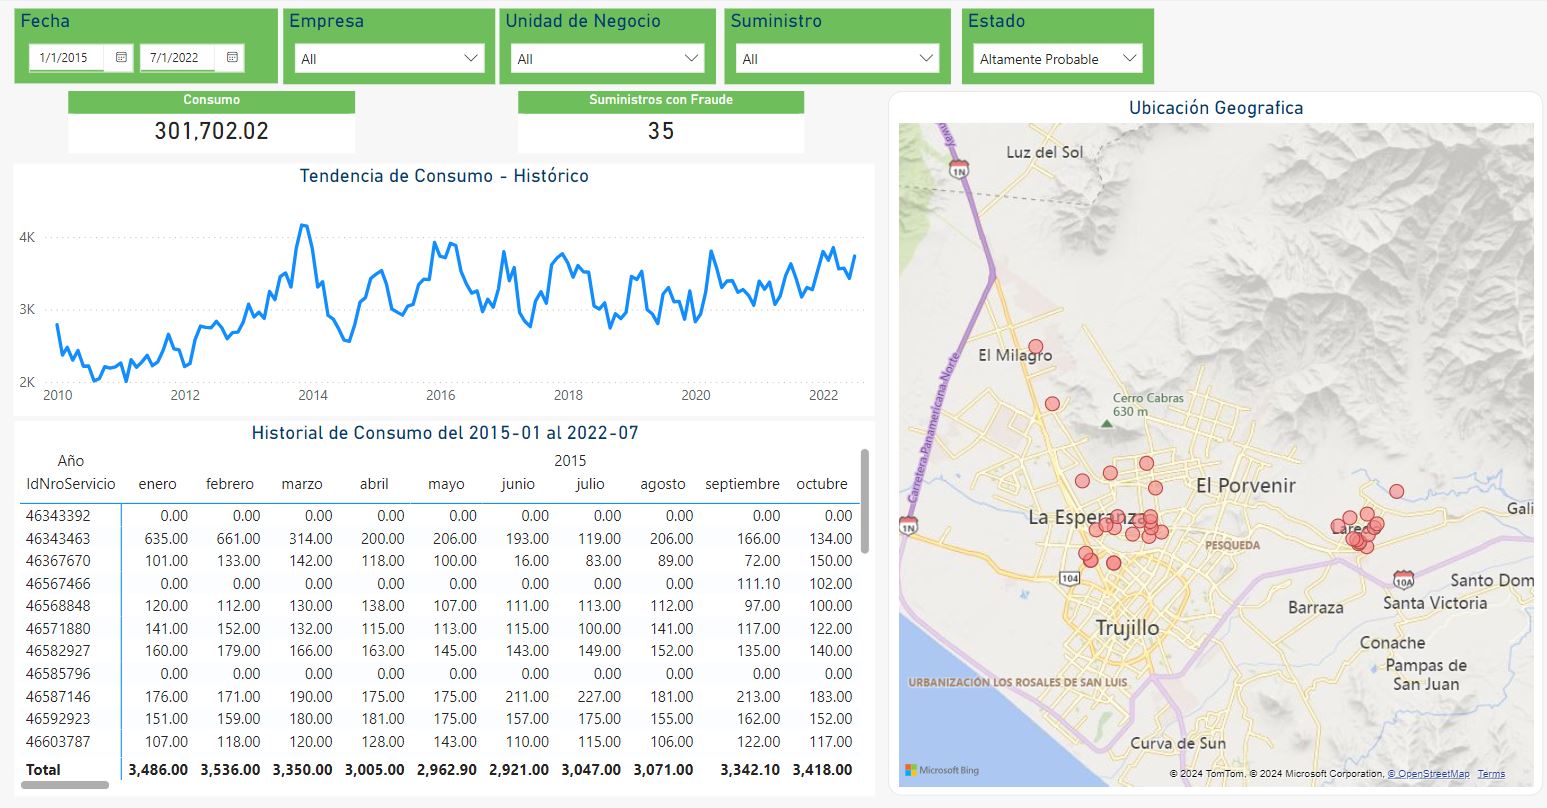 Fecha
1/1/2015 7/1/2022
Empresa
All
Unidad de Negocio
All
Suministro
All
Estado
Altamente Probable
Consumo
301,702.02
Suministros con Fraude
35
Tendencia de Consumo - Histórico
4K
3K
2K
2010 2012 2014 2016 2018 2020 2022
Historial de Consumo del 2015-01 al 2022-07
Año 2015
IdNroServicio enero febrero marzo abril mayo junio julio agosto septiembre octubre
46343392 0.00 0.00 0.00 0.00 0.00 0.00 0.00 0.00 0.00 0.00
46343463 635.00 661.00 314.00 200.00 206.00 193.00 119.00 206.00 166.00 134.00
46367670 101.00 133.00 142.00 118.00 100.00 16.00 83.00 89.00 72.00 150.00
46567466 0.00 0.00 0.00 0.00 0.00 0.00 0.00 0.00 111.10 102.00
46568848 120.00 112.00 130.00 138.00 107.00 111.00 113.00 112.00 97.00 100.00
46571880 141.00 152.00 132.00 115.00 113.00 115.00 100.00 141.00 117.00 122.00
46582927 160.00 179.00 166.00 163.00 145.00 143.00 149.00 152.00 135.00 140.00
46585796 0.00 0.00 0.00 0.00 0.00 0.00 0.00 0.00 0.00 0.00
46587146 176.00 171.00 190.00 175.00 175.00 211.00 227.00 181.00 213.00 183.00
46592923 151.00 159.00 180.00 181.00 175.00 157.00 175.00 155.00 162.00 152.00
46603787 107.00 118.00 120.00 128.00 143.00 110.00 115.00 106.00 122.00 117.00
Total 3,486.00 3,536.00 3,350.00 3,005.00 2,962.90 2,921.00 3,047.00 3,071.00 3,342.10 3,418.00
Ubicación Geografica
way
Luz del Sol
1N
El Milagro
Cerro Cabras
630 m
Carretera Panamericana Norte
El Porvenir
La Esperanza
Gali
1N
PESQUEDA
104
10A
Santo Dom
Santa Victoria
Barraza
Trujillo
Conache
Pampas de
San Juan
URBANIZACIÓN LOS ROSALES DE SAN LUIS
Curva de Sun
Microsoft Bing
© 2024 TomTom, © 2024 Microsoft Corporation, © OpenStreetMap Terms